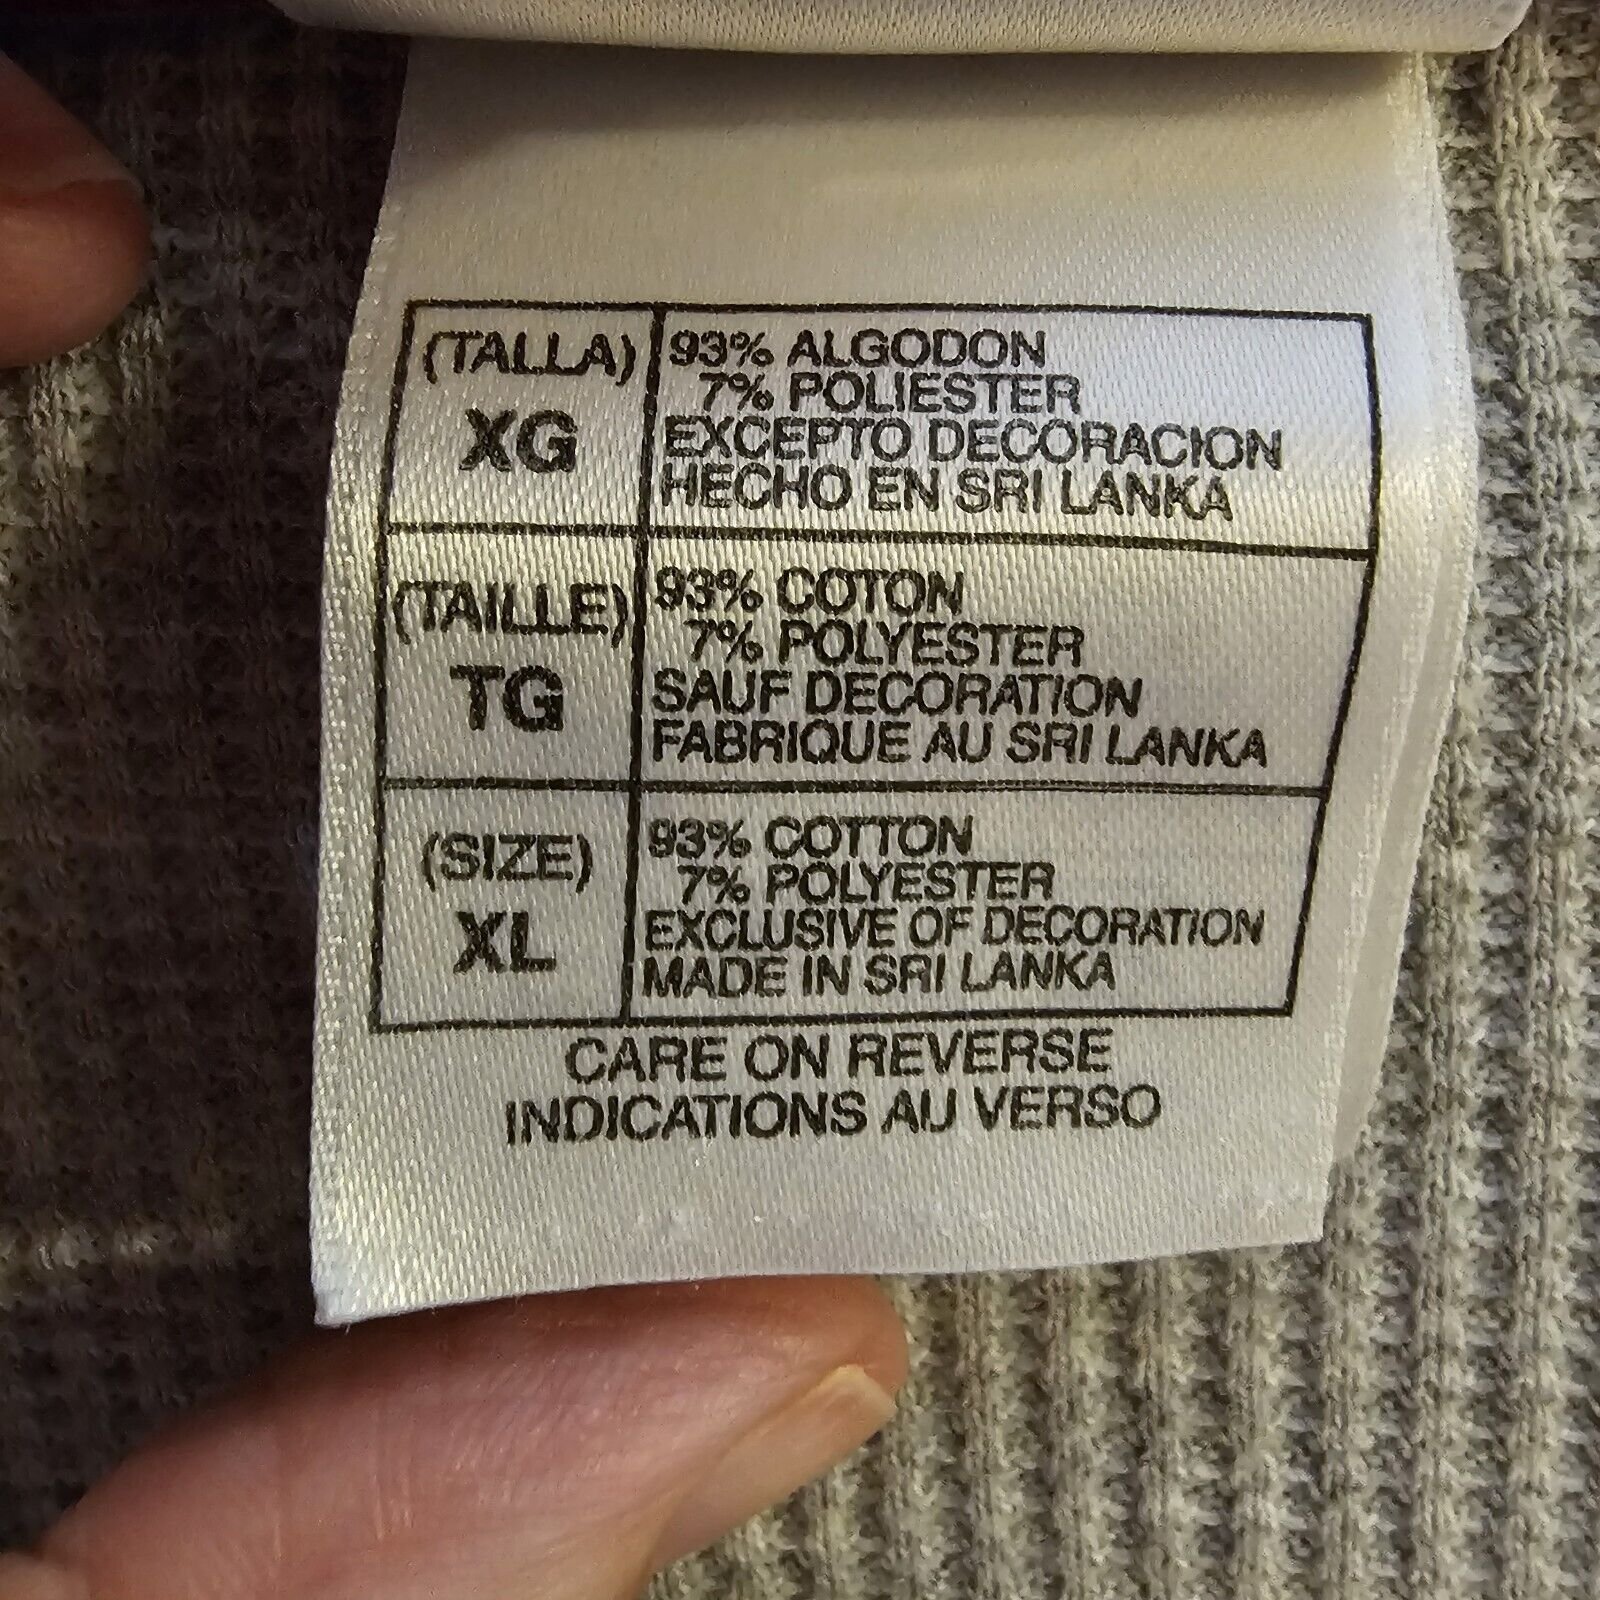 (TALLA)
XG
93% ALGODON
7% POLIESTER
EXCEPTO DECORACION
HECHO EN SRI LANKA
(TAILLE)
TG
93% COTON
7% POLYESTER
SAUF DECORATION
FABRIQUE AU SRI LANKA
(SIZE)
XL
93% COTTON
7% POLYESTER
EXCLUSIVE OF DECORATION
MADE IN SRI LANKA
CARE ON REVERSE
INDICATIONS AU VERSO